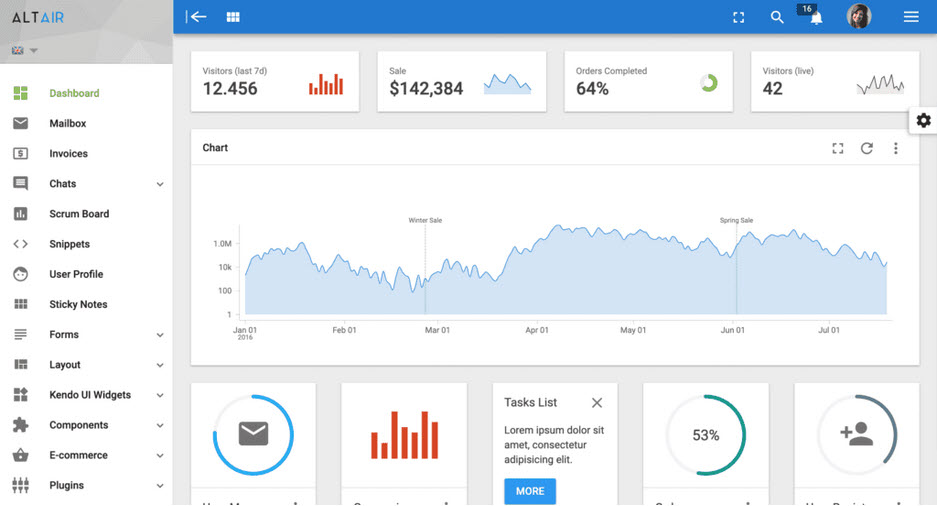 ALTAIR
16
Dashboard
Mailbox
Invoices
Chats
Scrum Board
Snippets
User Profile
Sticky Notes
Forms
Layout
Kendo UI Widgets
Components
E-commerce
Plugins
Visitors (last 7d)
12.456
Sale
$142,384
Orders Completed
64%
Visitors (live)
42
Chart
Winter Sale
Spring Sale
1.0M
10k
100
1
Jan 01
Feb 01
Mar 01
Apr 01
May 01
Jun 01
Jul 01
2016
Tasks List
Lorem ipsum dolor sit
amet, consectetur
adipisicing elit.
MORE
53%